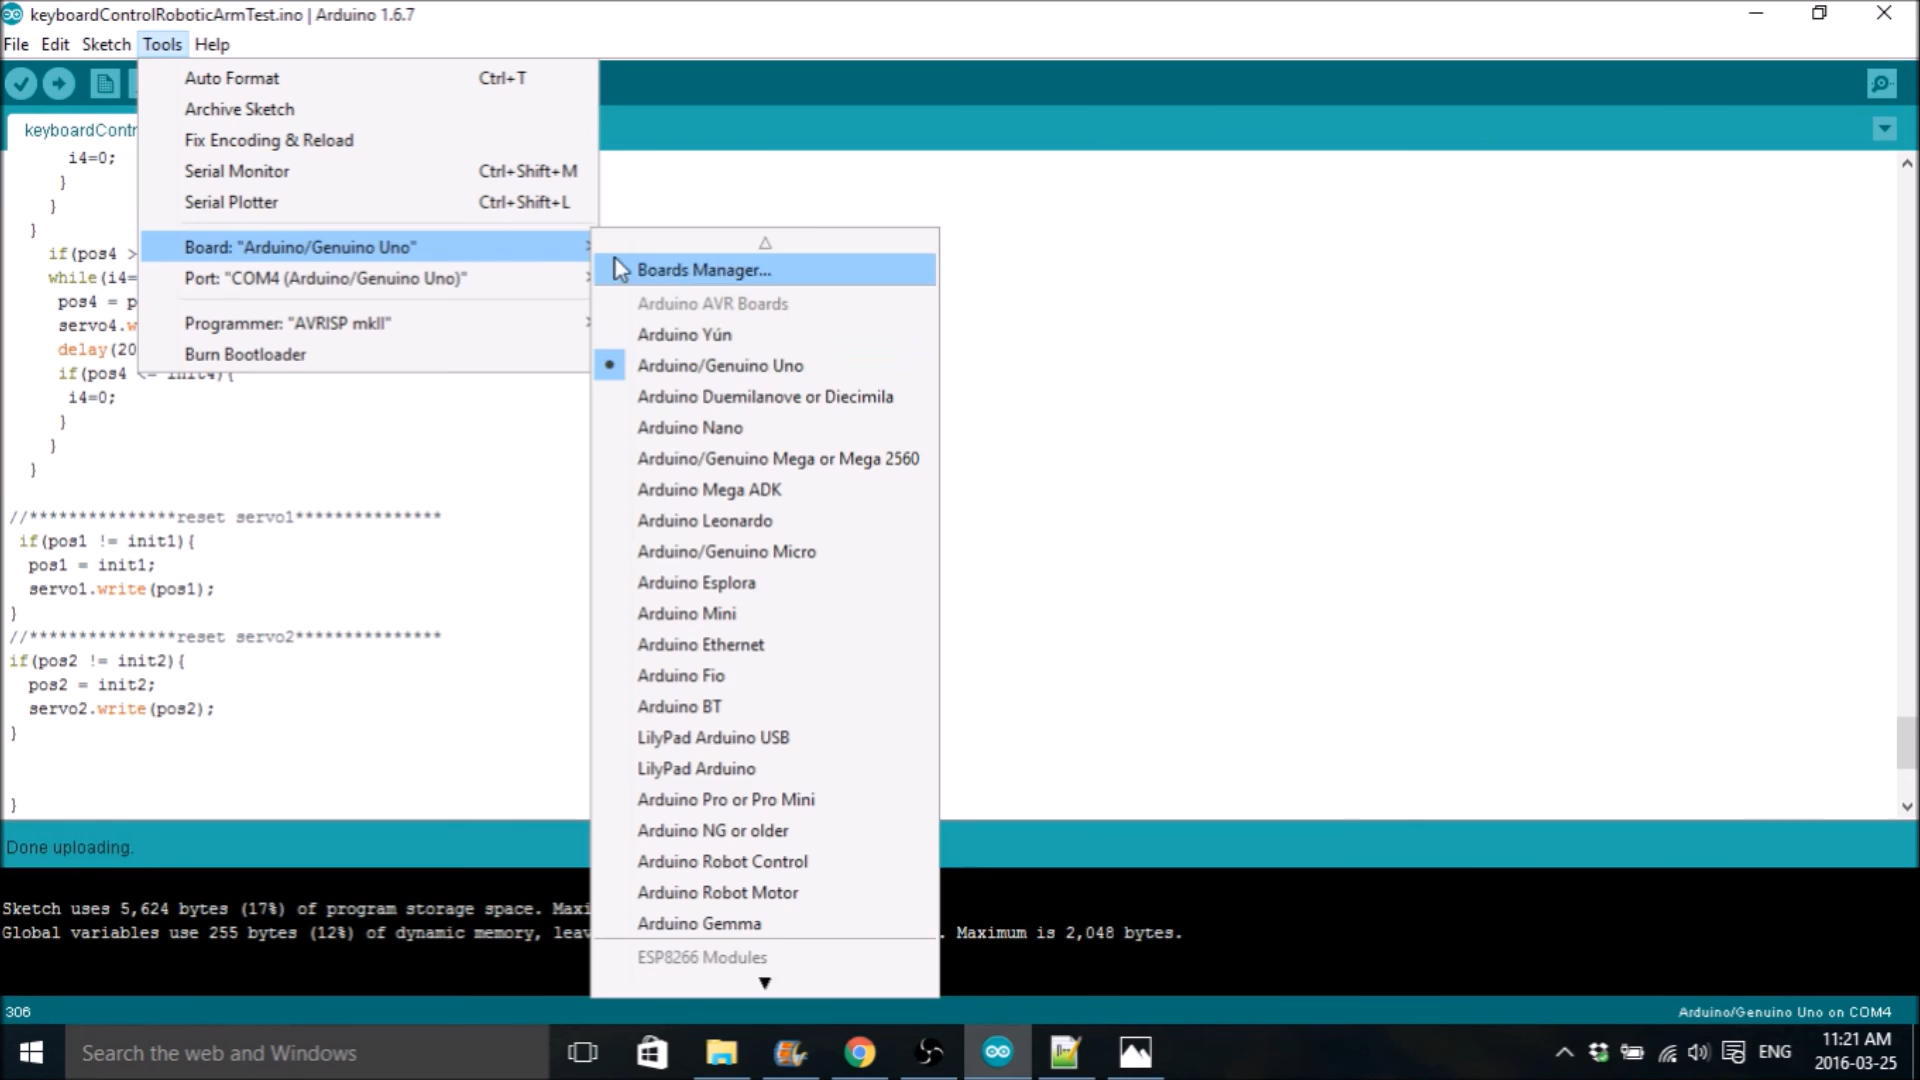 keyboardControlRoboticArmTest.ino | Arduino 1.6.7
File Edit Sketch Tools Help
Auto Format Ctrl+T
Archive Sketch
Fix Encoding & Reload
Serial Monitor Ctrl+Shift+M
Serial Plotter Ctrl+Shift+L
Board: "Arduino/Genuino Uno"
Port: "COM4 (Arduino/Genuino Uno)"
Programmer: "AVRISP mkII"
Burn Bootloader
Boards Manager...
Arduino AVR Boards
Arduino Yún
Arduino/Genuino Uno
Arduino Duemilanove or Diecimila
Arduino Nano
Arduino/Genuino Mega or Mega 2560
Arduino Mega ADK
Arduino Leonardo
Arduino/Genuino Micro
Arduino Esplora
Arduino Mini
Arduino Ethernet
Arduino Fio
Arduino BT
LilyPad Arduino USB
LilyPad Arduino
Arduino Pro or Pro Mini
Arduino NG or older
Arduino Robot Control
Arduino Robot Motor
Arduino Gemma
ESP8266 Modules
keyboardContr
i4=0;
}
}
}
if(pos4 >
while(i4=
pos4 = p
servo4.w
delay(20
if(pos4 <= init4){
i4=0;
}
}
}
//***************reset servo1***************
if(pos1 != init1){
pos1 = init1;
servo1.write(pos1);
}
//***************reset servo2***************
if(pos2 != init2){
pos2 = init2;
servo2.write(pos2);
}
}
Done uploading.
Sketch uses 5,624 bytes (17%) of program storage space. Maxi
Global variables use 255 bytes (12%) of dynamic memory, leav . Maximum is 2,048 bytes.
306 Arduino/Genuino Uno on COM4
Search the web and Windows
ENG
11:21 AM
2016-03-25